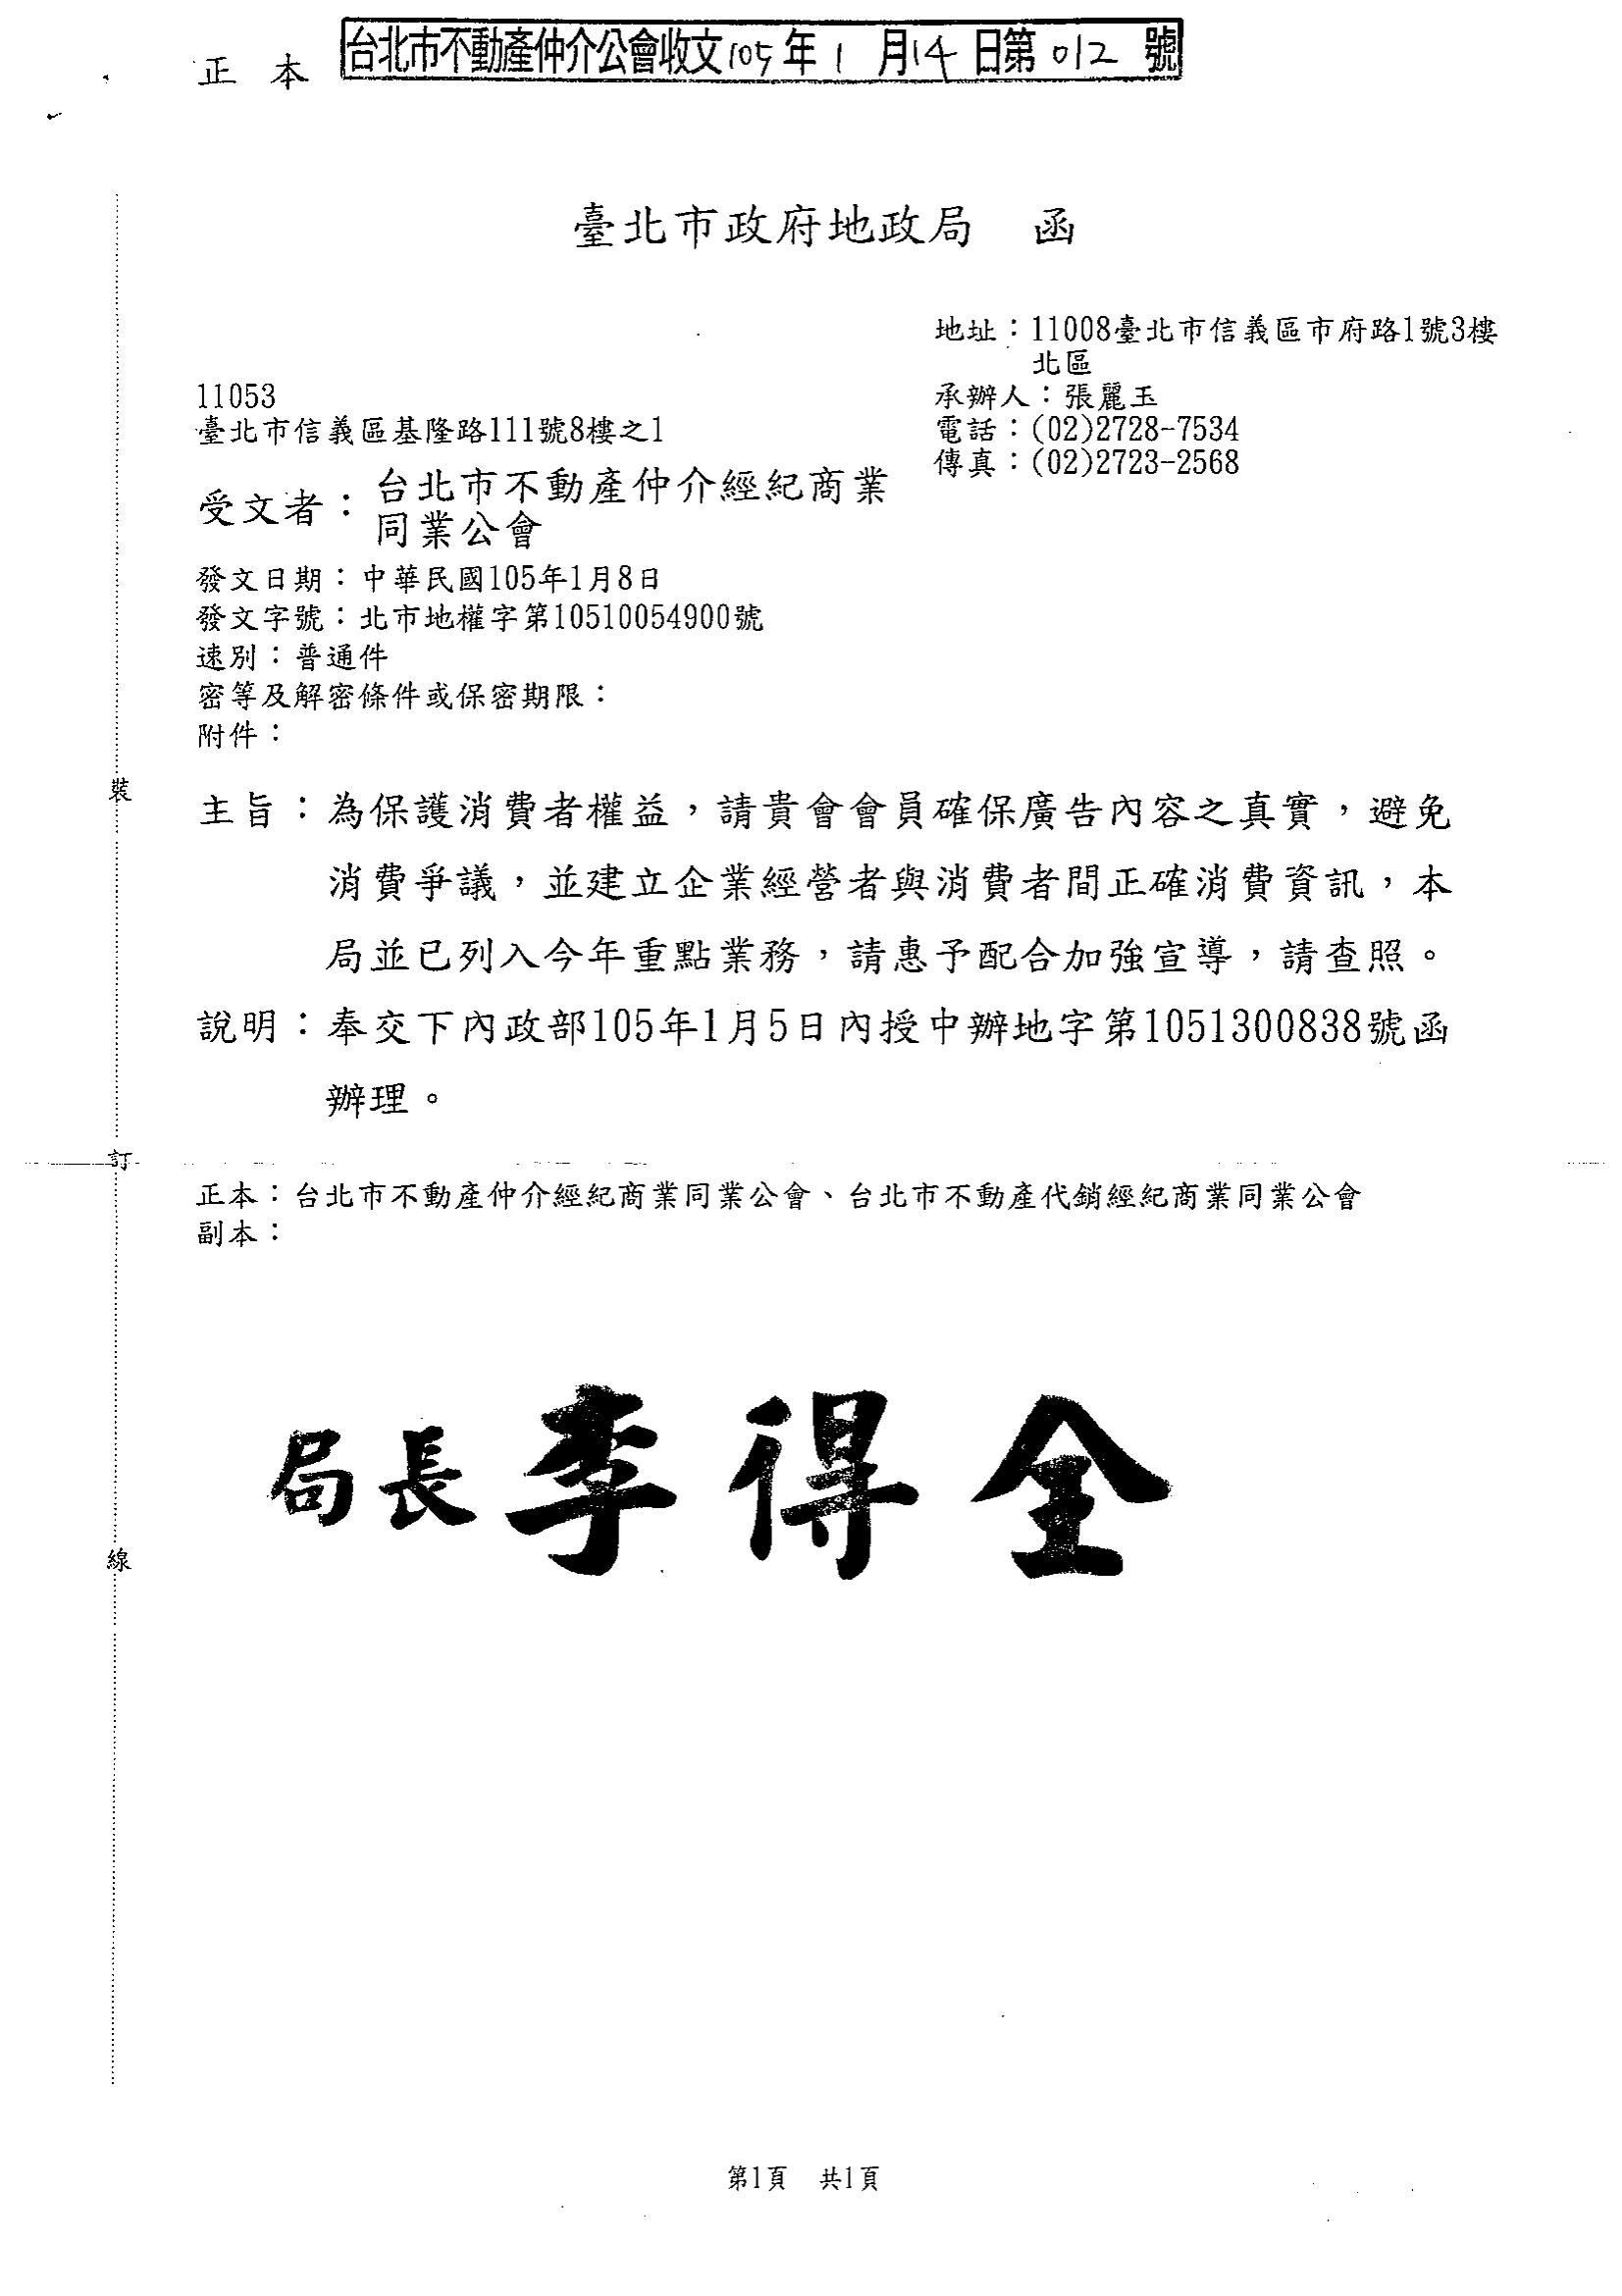 正本
台北市不動產仲介公會收文105年1月14日第012號
臺北市政府地政局 函
地址：11008臺北市信義區市府路1號3樓
北區
承辦人：張麗玉
電話：(02)2728-7534
傳真：(02)2723-2568
11053
臺北市信義區基隆路111號8樓之1
受文者：台北市不動產仲介經紀商業
同業公會
發文日期：中華民國105年1月8日
發文字號：北市地權字第10510054900號
速別：普通件
密等及解密條件或保密期限：
附件：
主旨：為保護消費者權益，請貴會會員確保廣告內容之真實，避免
消費爭議，並建立企業經營者與消費者間正確消費資訊，本
局並已列入今年重點業務，請惠予配合加強宣導，請查照。
說明：奉交下內政部105年1月5日內授中辦地字第1051300838號函
辦理。
正本：台北市不動產仲介經紀商業同業公會、台北市不動產代銷經紀商業同業公會
副本：
局長李得全
裝
訂
線
第1頁 共1頁